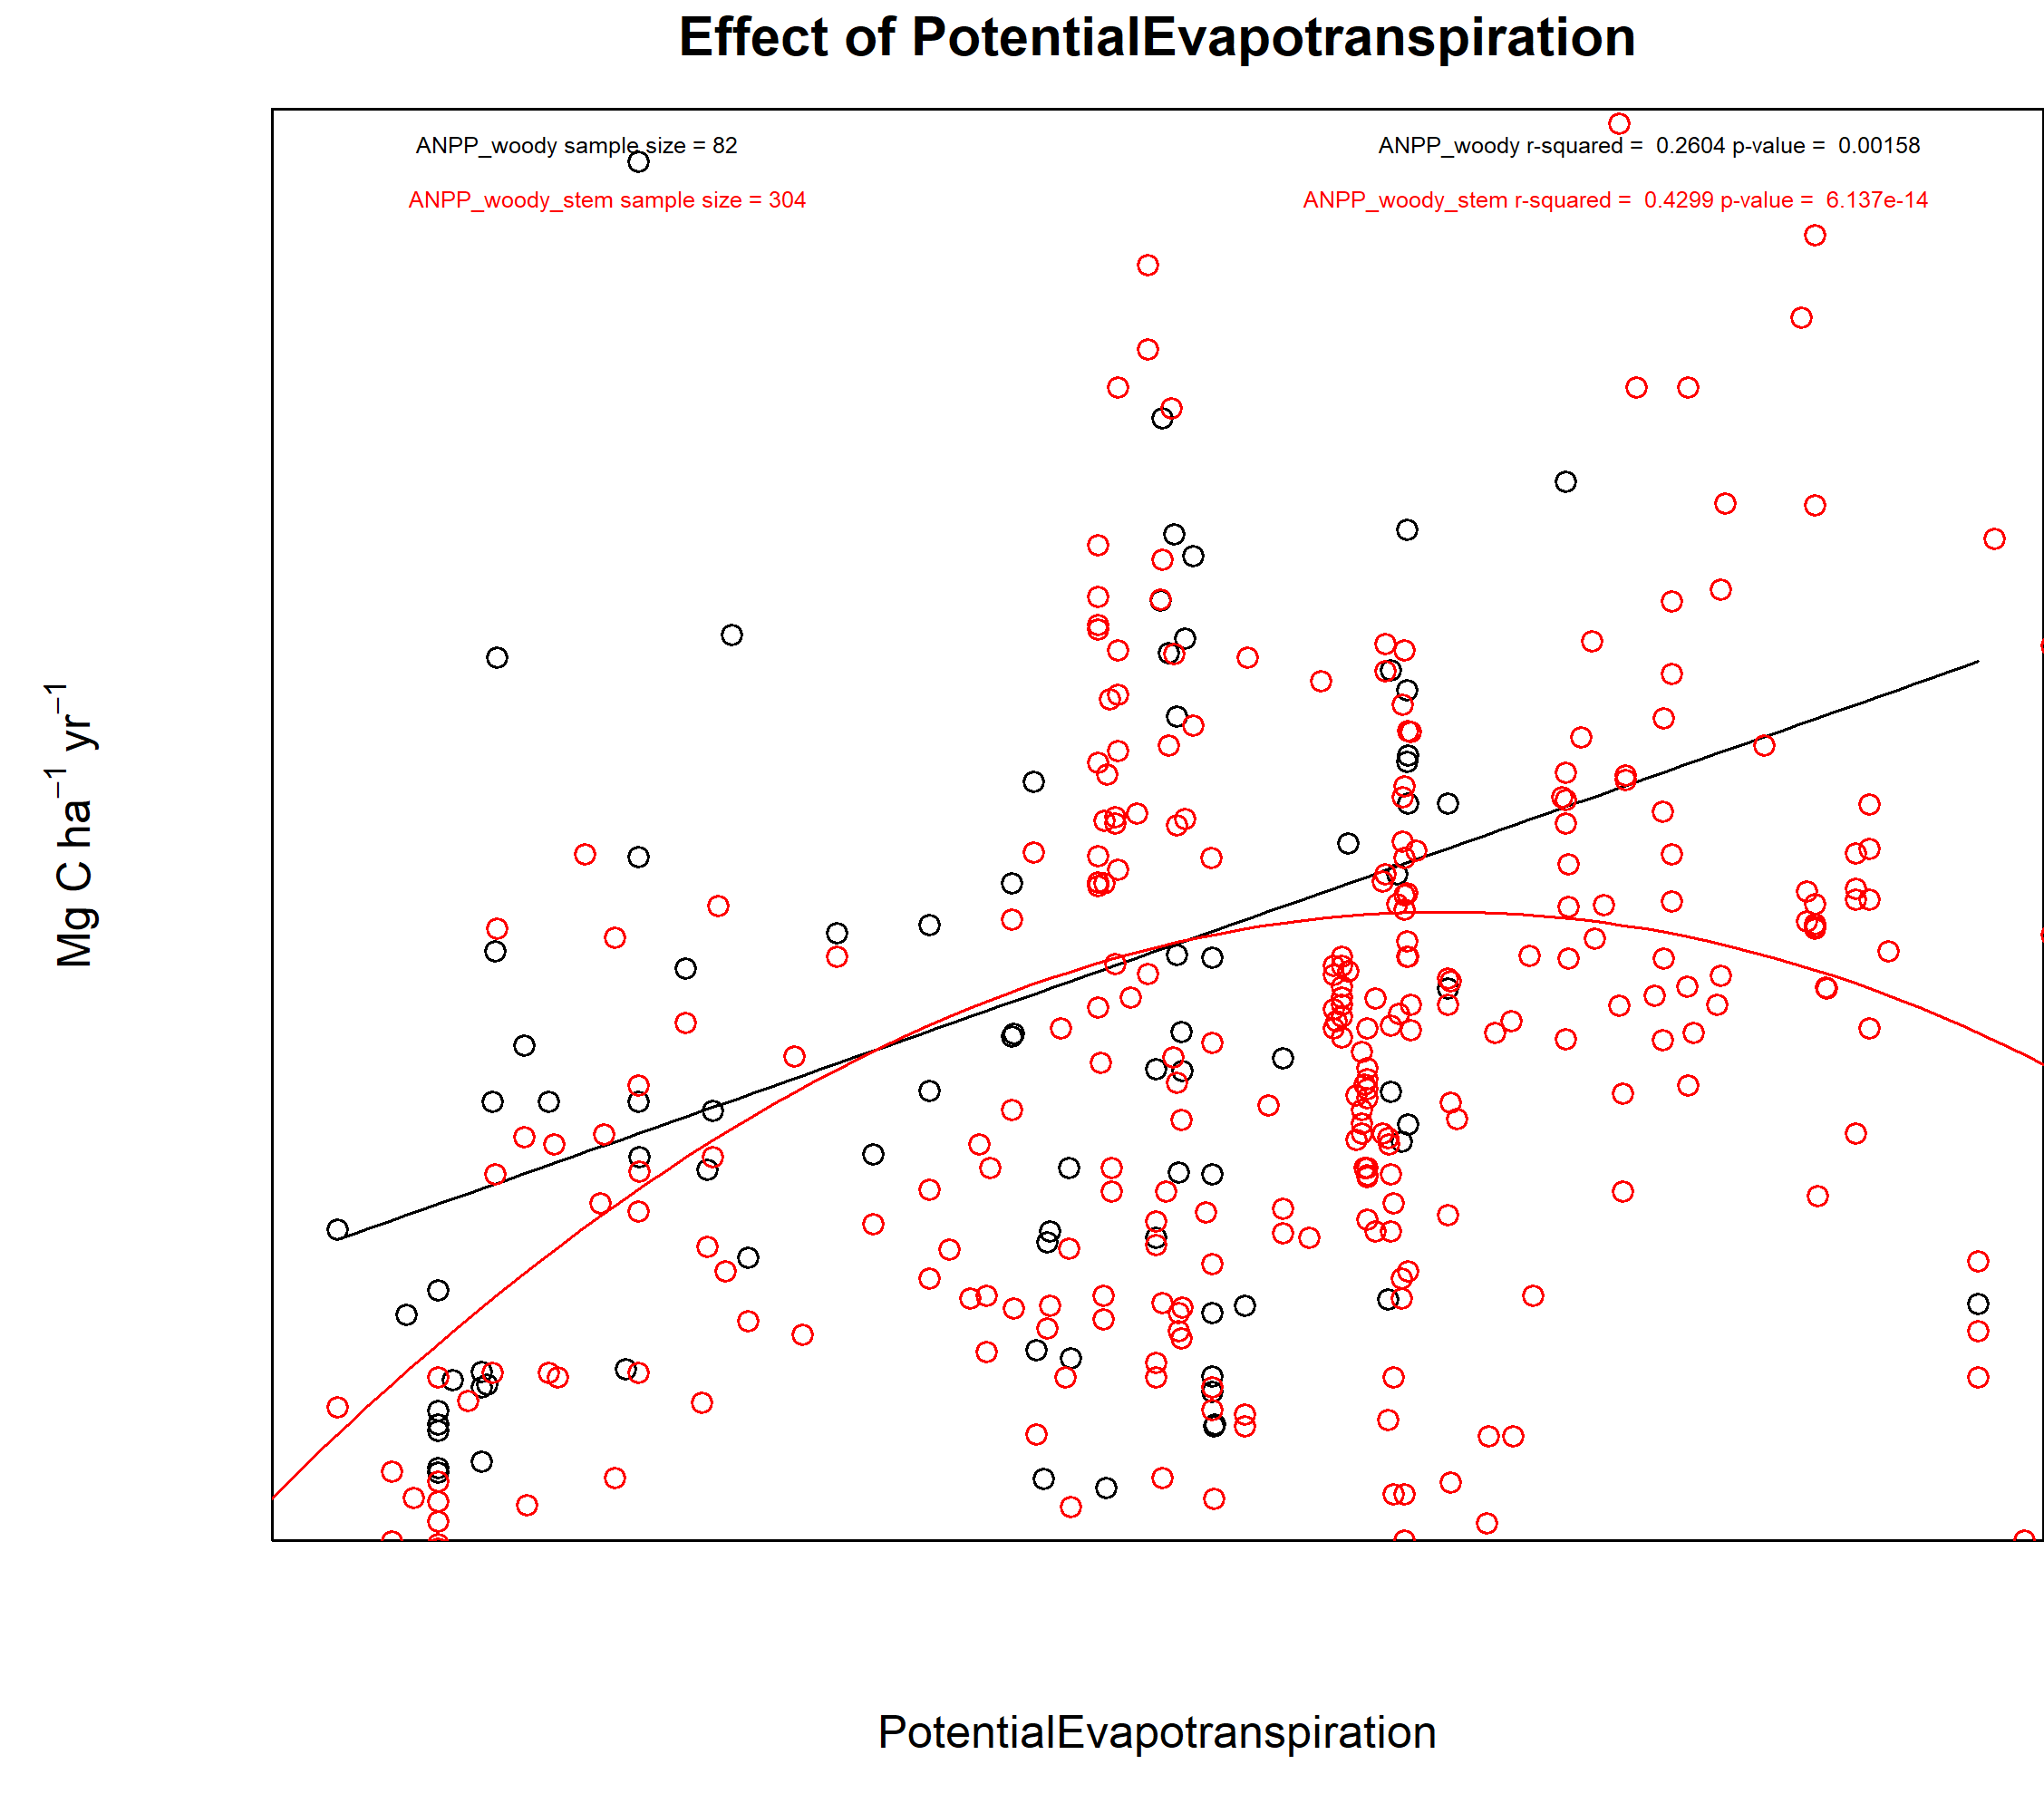 Effect of PotentialEvapotranspiration
ANPP_woody sample size = 82
ANPP_woody r-squared = 0.2604 p-value = 0.00158
ANPP_woody_stem sample size = 304
ANPP_woody_stem r-squared = 0.4299 p-value = 6.137e-14
Mg C ha⁻¹ yr⁻¹
PotentialEvapotranspiration